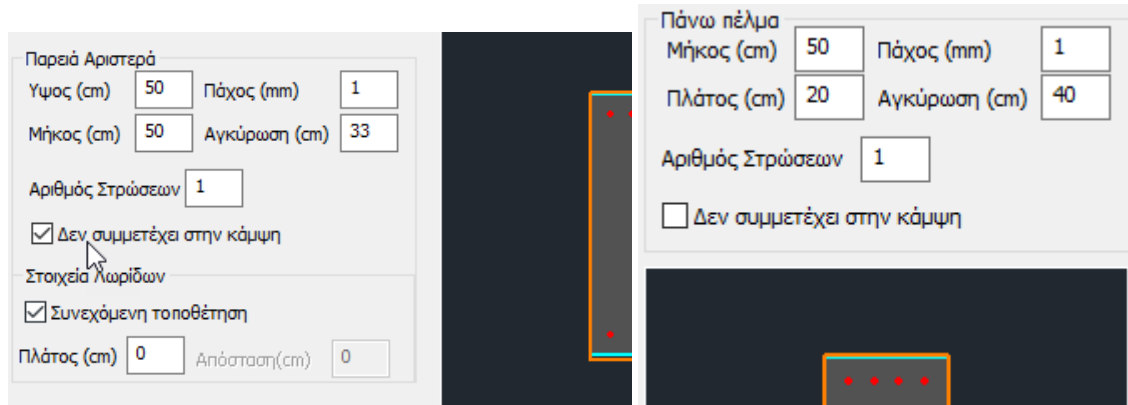 Παρειά Αριστερά
Υψος (cm) 50 Πάχος (mm) 1
Μήκος (cm) 50 Αγκύρωση (cm) 33
Αριθμός Στρώσεων 1
Δεν συμμετέχει στην κάμψη
Στοιχεία Λωρίδων
Συνεχόμενη τοποθέτηση
Πλάτος (cm) 0 Απόσταση(cm) 0
Πάνω πέλμα
Μήκος (cm) 50 Πάχος (mm) 1
Πλάτος (cm) 20 Αγκύρωση (cm) 40
Αριθμός Στρώσεων 1
Δεν συμμετέχει στην κάμψη